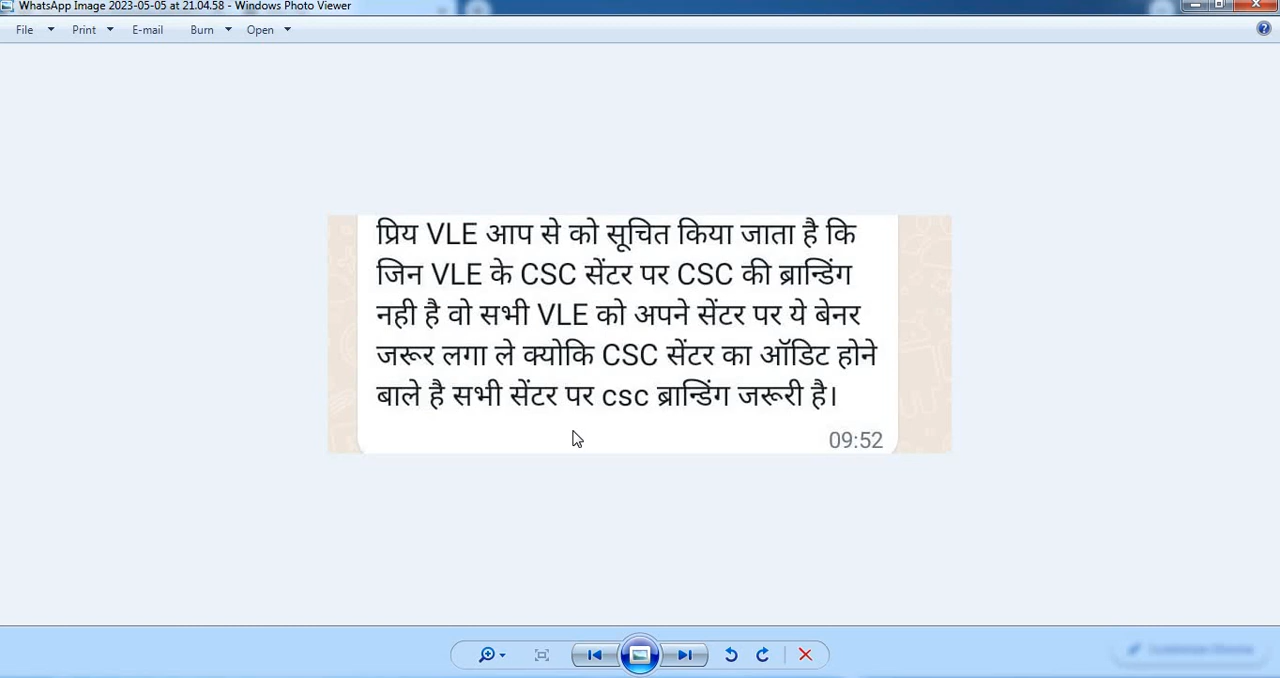 WhatsApp Image 2023-05-05 at 21.04.58 - Windows Photo Viewer
File Print E-mail Burn Open
प्रिय VLE आप से को सूचित किया जाता है कि
जिन VLE के CSC सेंटर पर CSC की ब्रान्डिंग
नही है वो सभी VLE को अपने सेंटर पर ये बेनर
जरूर लगा ले क्योकि CSC सेंटर का ऑडिट होने
बाले है सभी सेंटर पर csc ब्रान्डिंग जरूरी है।
09:52